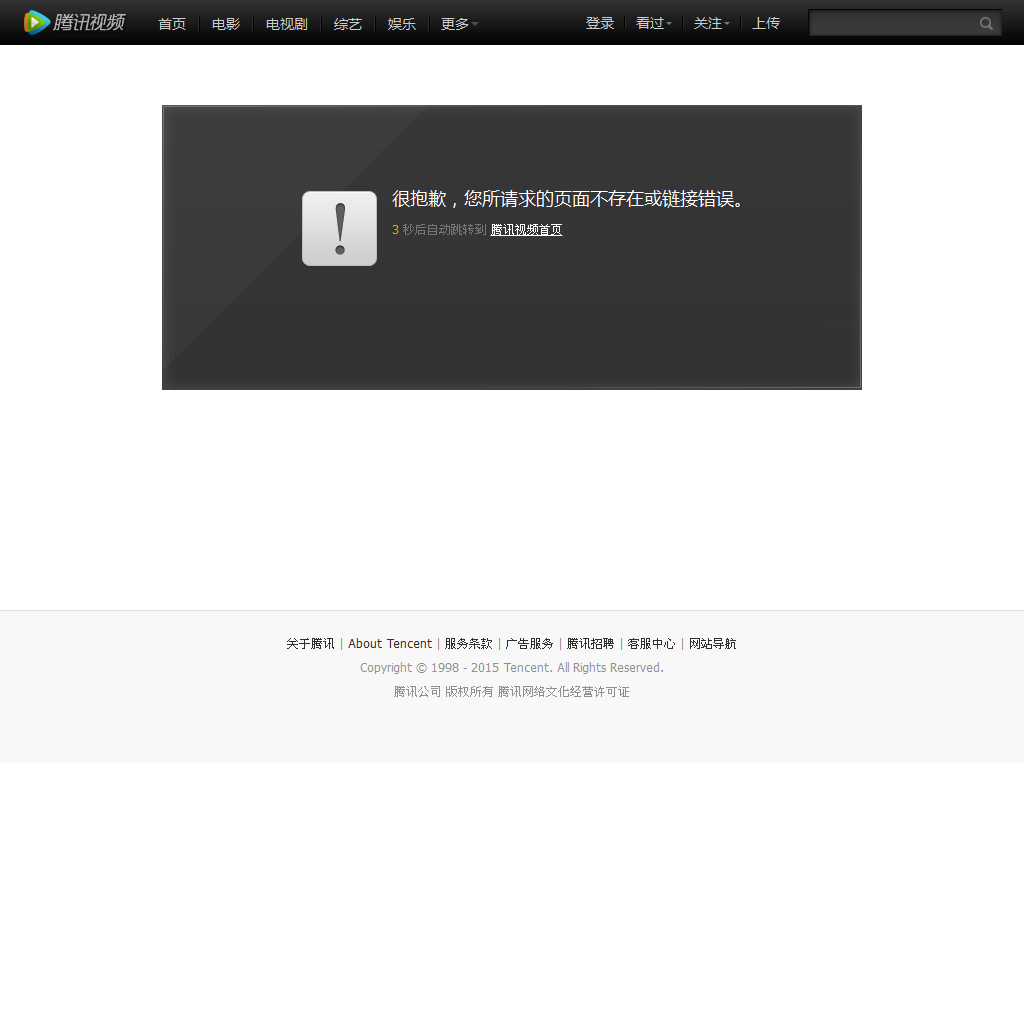 腾讯视频 首页 电影 电视剧 综艺 娱乐 更多 登录 看过 关注 上传
很抱歉，您所请求的页面不存在或链接错误。
3 秒后自动跳转到 腾讯视频首页
关于腾讯 | About Tencent | 服务条款 | 广告服务 | 腾讯招聘 | 客服中心 | 网站导航
Copyright © 1998 - 2015 Tencent. All Rights Reserved.
腾讯公司 版权所有 腾讯网络文化经营许可证